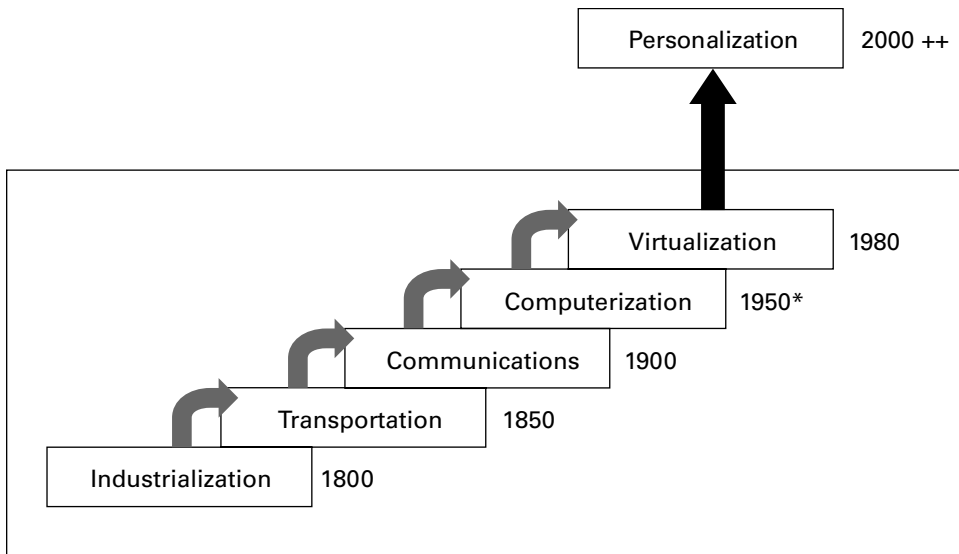 Personalization 2000 ++
Virtualization 1980
Computerization 1950*
Communications 1900
Transportation 1850
Industrialization 1800